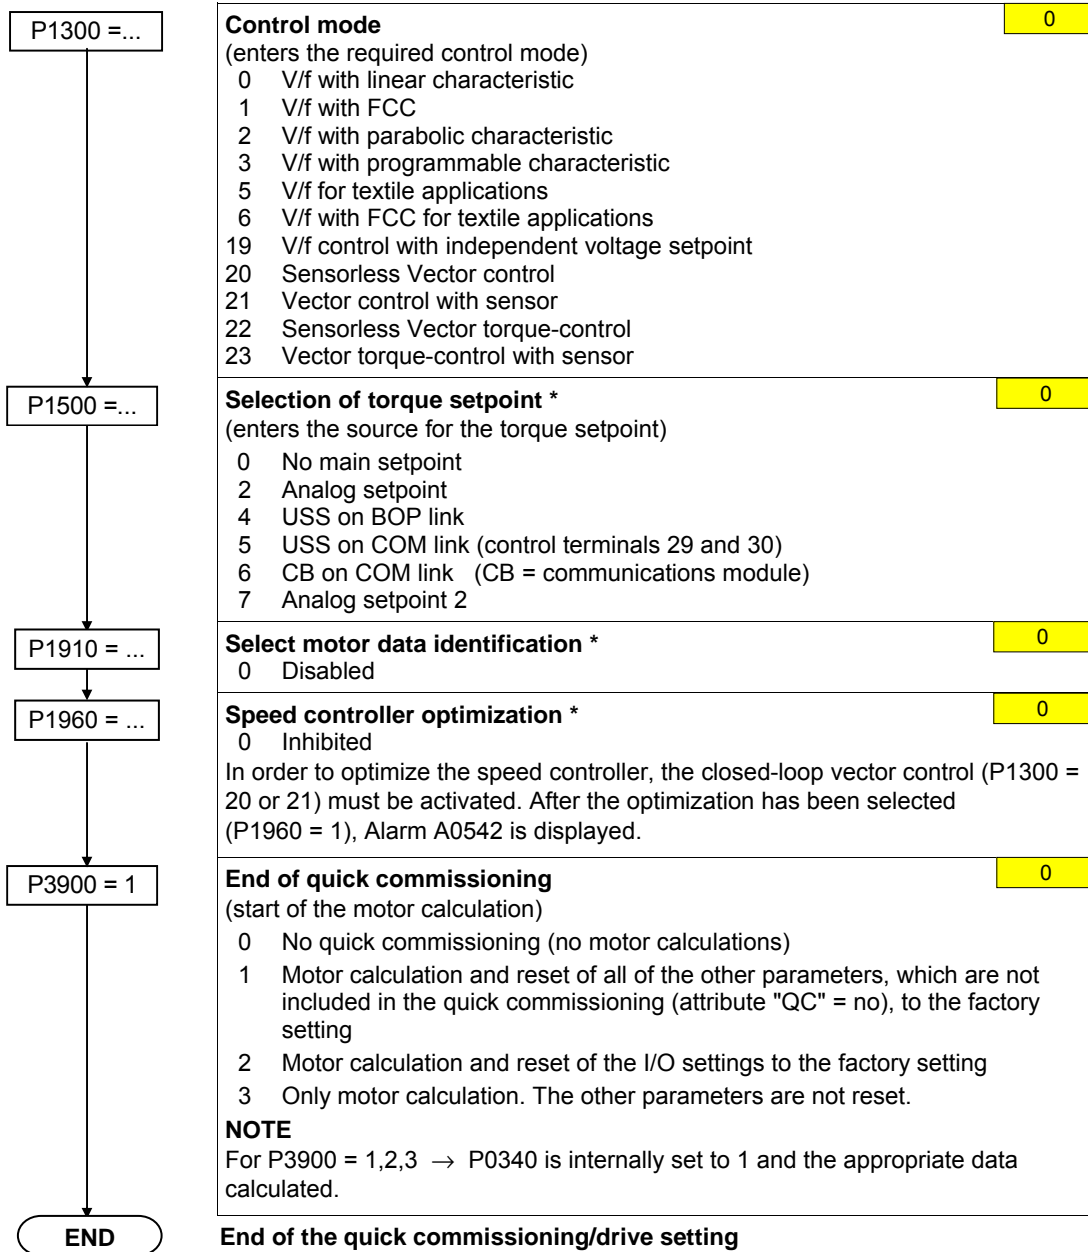 P1300 =...
Control mode
0
(enters the required control mode)
0 V/f with linear characteristic
1 V/f with FCC
2 V/f with parabolic characteristic
3 V/f with programmable characteristic
5 V/f for textile applications
6 V/f with FCC for textile applications
19 V/f control with independent voltage setpoint
20 Sensorless Vector control
21 Vector control with sensor
22 Sensorless Vector torque-control
23 Vector torque-control with sensor
P1500 =...
Selection of torque setpoint *
0
(enters the source for the torque setpoint)
0 No main setpoint
2 Analog setpoint
4 USS on BOP link
5 USS on COM link (control terminals 29 and 30)
6 CB on COM link (CB = communications module)
7 Analog setpoint 2
P1910 = ...
Select motor data identification *
0
0 Disabled
P1960 = ...
Speed controller optimization *
0
0 Inhibited
In order to optimize the speed controller, the closed-loop vector control (P1300 =
20 or 21) must be activated. After the optimization has been selected
(P1960 = 1), Alarm A0542 is displayed.
P3900 = 1
End of quick commissioning
0
(start of the motor calculation)
0 No quick commissioning (no motor calculations)
1 Motor calculation and reset of all of the other parameters, which are not
included in the quick commissioning (attribute "QC" = no), to the factory
setting
2 Motor calculation and reset of the I/O settings to the factory setting
3 Only motor calculation. The other parameters are not reset.
NOTE
For P3900 = 1,2,3 → P0340 is internally set to 1 and the appropriate data
calculated.
END
End of the quick commissioning/drive setting